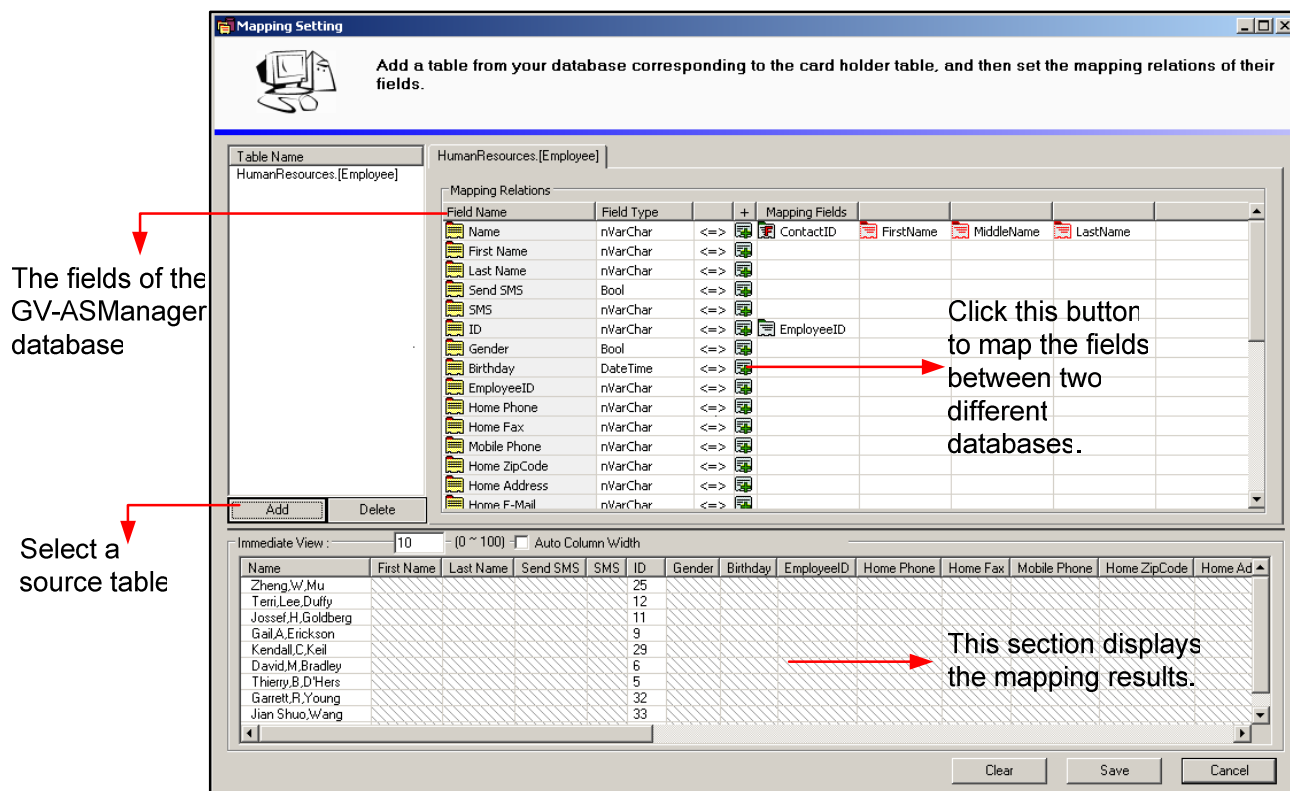 Mapping Setting
Add a table from your database corresponding to the card holder table, and then set the mapping relations of their
fields.
Table Name
HumanResources.[Employee]
HumanResources.[Employee]
Mapping Relations
Field Name Field Type + Mapping Fields
Name nVarChar <=> ContactID FirstName MiddleName LastName
First Name nVarChar <=>
Last Name nVarChar <=>
Send SMS Bool <=>
SMS nVarChar <=>
ID nVarChar <=> EmployeeID
Gender Bool <=>
Birthday DateTime <=>
EmployeeID nVarChar <=>
Home Phone nVarChar <=>
Home Fax nVarChar <=>
Mobile Phone nVarChar <=>
Home ZipCode nVarChar <=>
Home Address nVarChar <=>
Home E-Mail nVarChar <=>
The fields of the
GV-ASManager
database
Click this button
to map the fields
between two
different
databases.
Add Delete
Select a
source table
Immediate View : 10 (0 ~ 100) Auto Column Width
Name First Name Last Name Send SMS SMS ID Gender Birthday EmployeeID Home Phone Home Fax Mobile Phone Home ZipCode Home Ad
Zheng,W,Mu 25
Terri,Lee,Duffy 12
Jossef,H,Goldberg 11
Gail,A,Erickson 9
Kendall,C,Keil 29
David,M,Bradley 6
Thierry,B,D'Hers 5
Garrett,R,Young 32
Jian Shuo,Wang 33
This section displays
the mapping results.
Clear Save Cancel